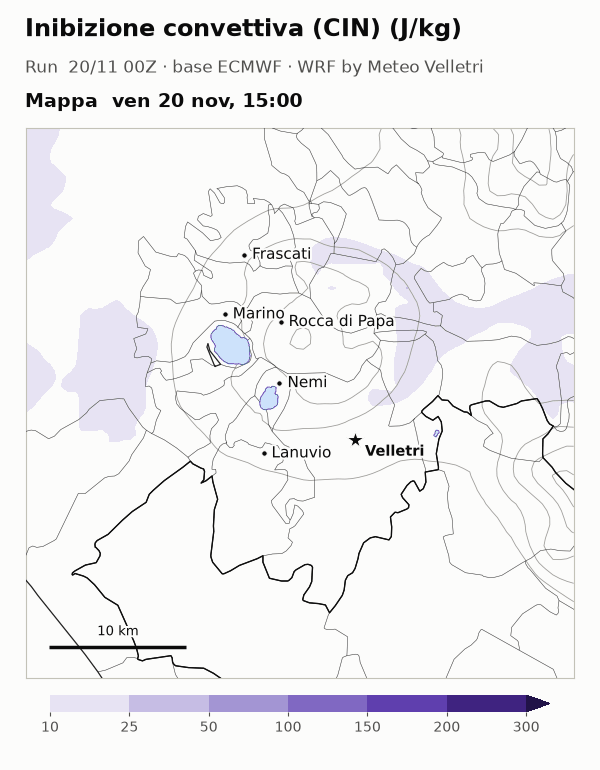 Inibizione convettiva (CIN) (J/kg)
Run  20/11 00Z · base ECMWF · WRF by Meteo Velletri
Mappa  ven 20 nov, 15:00
Frascati
Marino
Rocca di Papa
Nemi
Velletri
Lanuvio
10 km
10 25 50 100 150 200 300